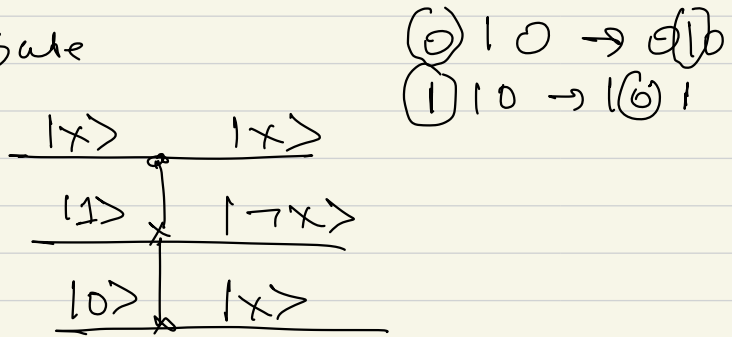 Gate
0 1 0 → 0 1 0
1 1 0 → 1 0 1
|x> |x>
|1> |¬x>
|0> |x>